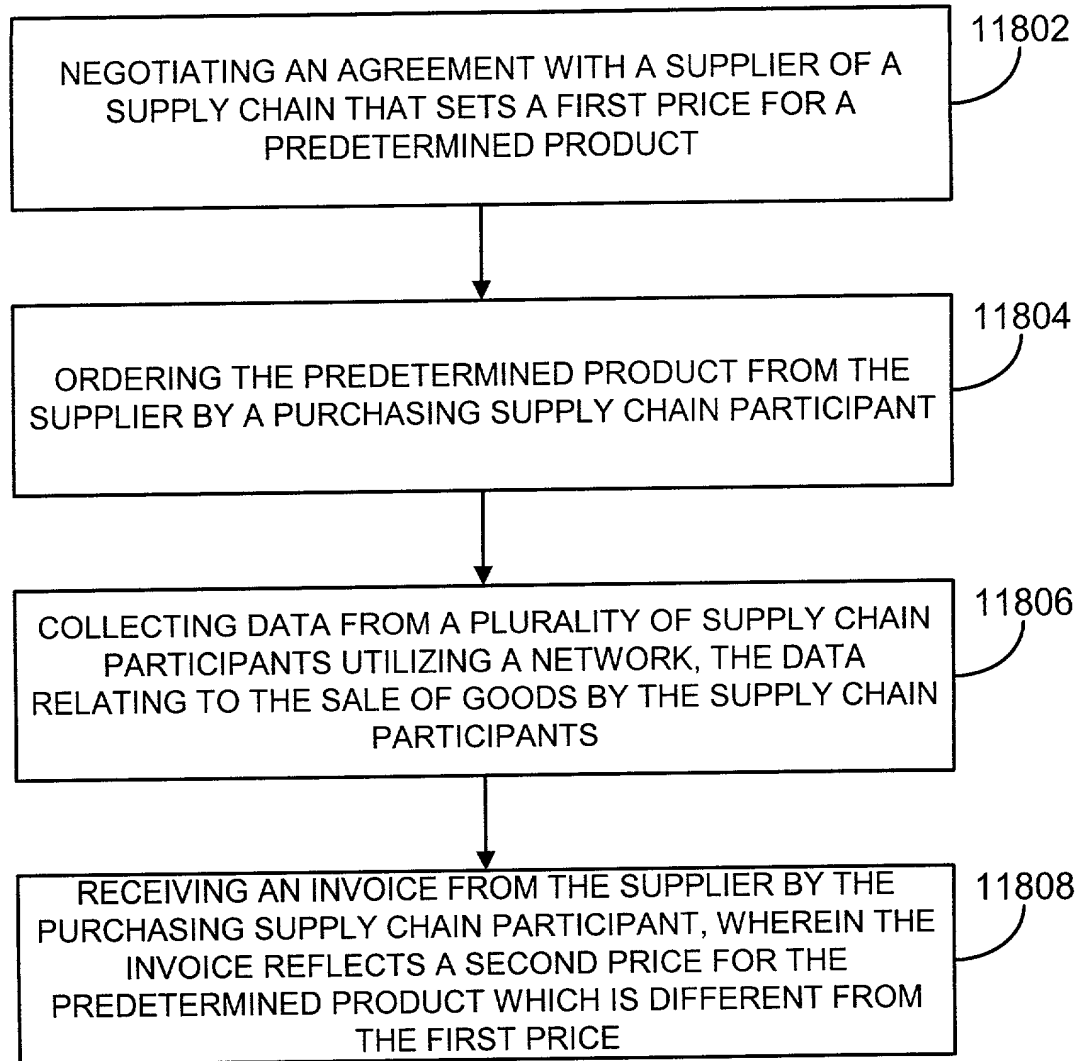 11802
NEGOTIATING AN AGREEMENT WITH A SUPPLIER OF A
SUPPLY CHAIN THAT SETS A FIRST PRICE FOR A
PREDETERMINED PRODUCT
11804
ORDERING THE PREDETERMINED PRODUCT FROM THE
SUPPLIER BY A PURCHASING SUPPLY CHAIN PARTICIPANT
11806
COLLECTING DATA FROM A PLURALITY OF SUPPLY CHAIN
PARTICIPANTS UTILIZING A NETWORK, THE DATA
RELATING TO THE SALE OF GOODS BY THE SUPPLY CHAIN
PARTICIPANTS
11808
RECEIVING AN INVOICE FROM THE SUPPLIER BY THE
PURCHASING SUPPLY CHAIN PARTICIPANT, WHEREIN THE
INVOICE REFLECTS A SECOND PRICE FOR THE
PREDETERMINED PRODUCT WHICH IS DIFFERENT FROM
THE FIRST PRICE